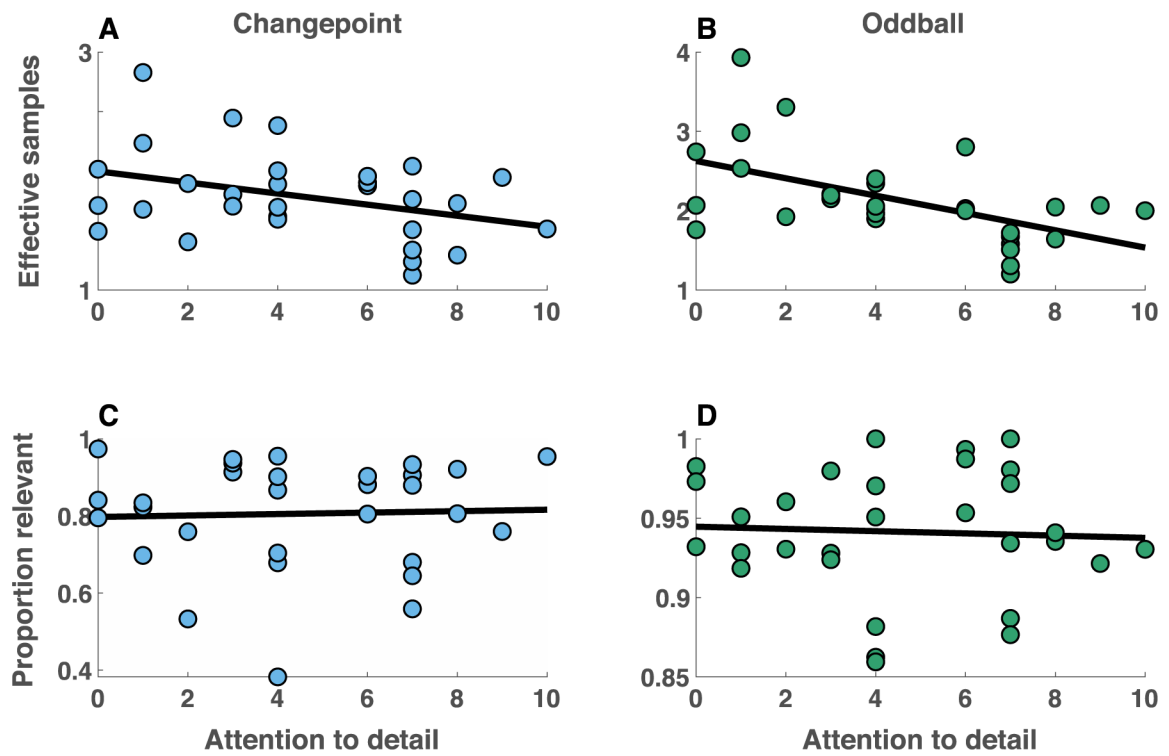 A Changepoint
B Oddball
Effective samples
3
1
0 2 4 6 8 10
4
3
2
1
0 2 4 6 8 10
C
D
Proportion relevant
1
0.8
0.6
0.4
0 2 4 6 8 10
Attention to detail
1
0.95
0.9
0.85
0 2 4 6 8 10
Attention to detail